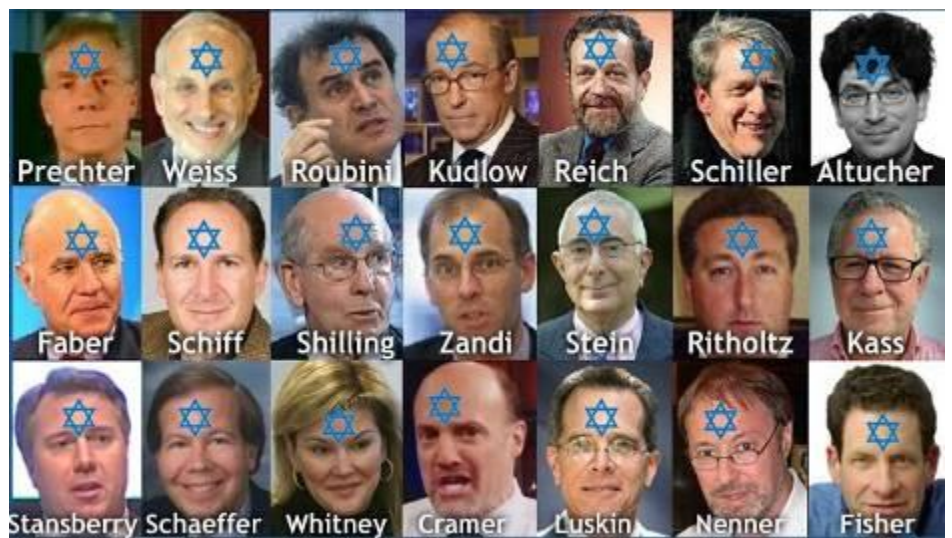 Prechter Weiss Roubini Kudlow Reich Schiller Altucher
Faber Schiff Shilling Zandi Stein Ritholtz Kass
Stansberry Schaeffer Whitney Cramer Luskin Nenner Fisher